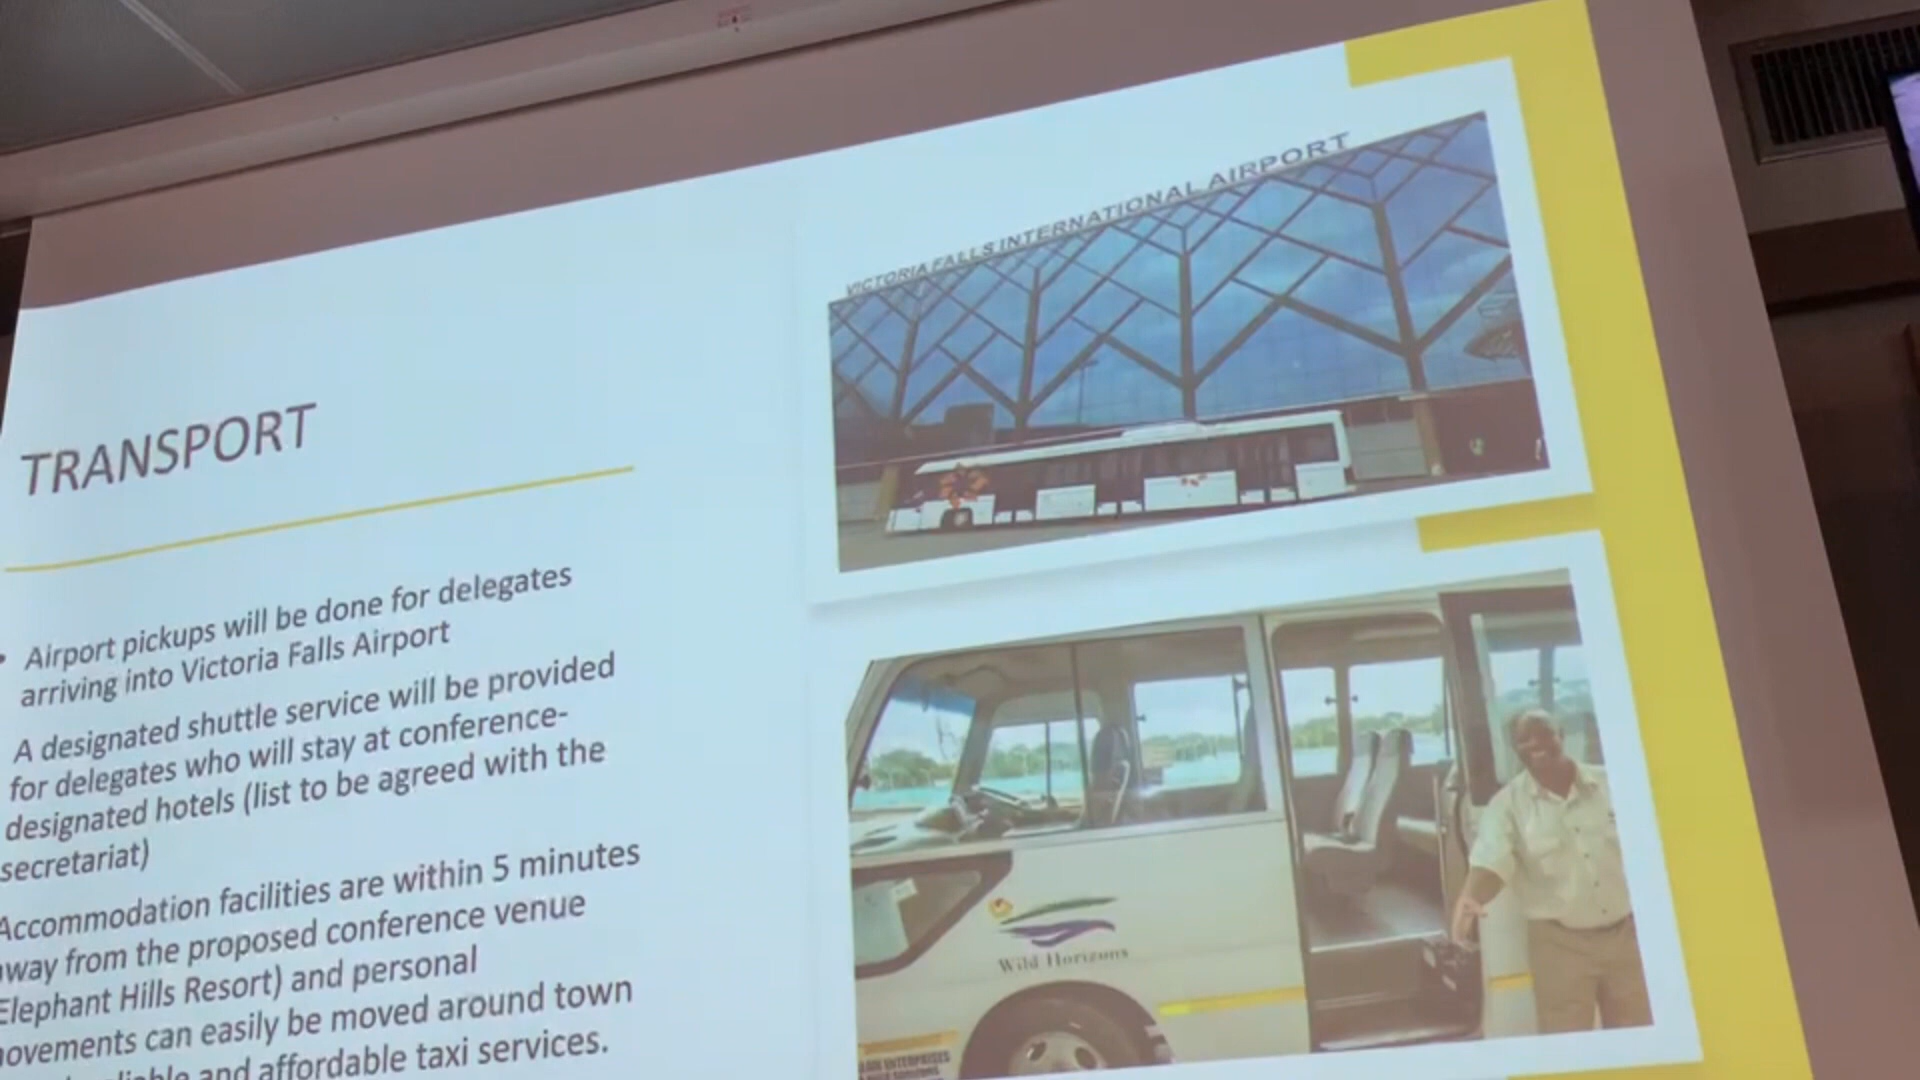 TRANSPORT
• Airport pickups will be done for delegates
arriving into Victoria Falls Airport
A designated shuttle service will be provided
for delegates who will stay at conference-
designated hotels (list to be agreed with the
secretariat)
Accommodation facilities are within 5 minutes
away from the proposed conference venue
Elephant Hills Resort) and personal
movements can easily be moved around town
and affordable taxi services.
VICTORIA FALLS INTERNATIONAL AIRPORT
Wild Horizons
ENTERPRISES